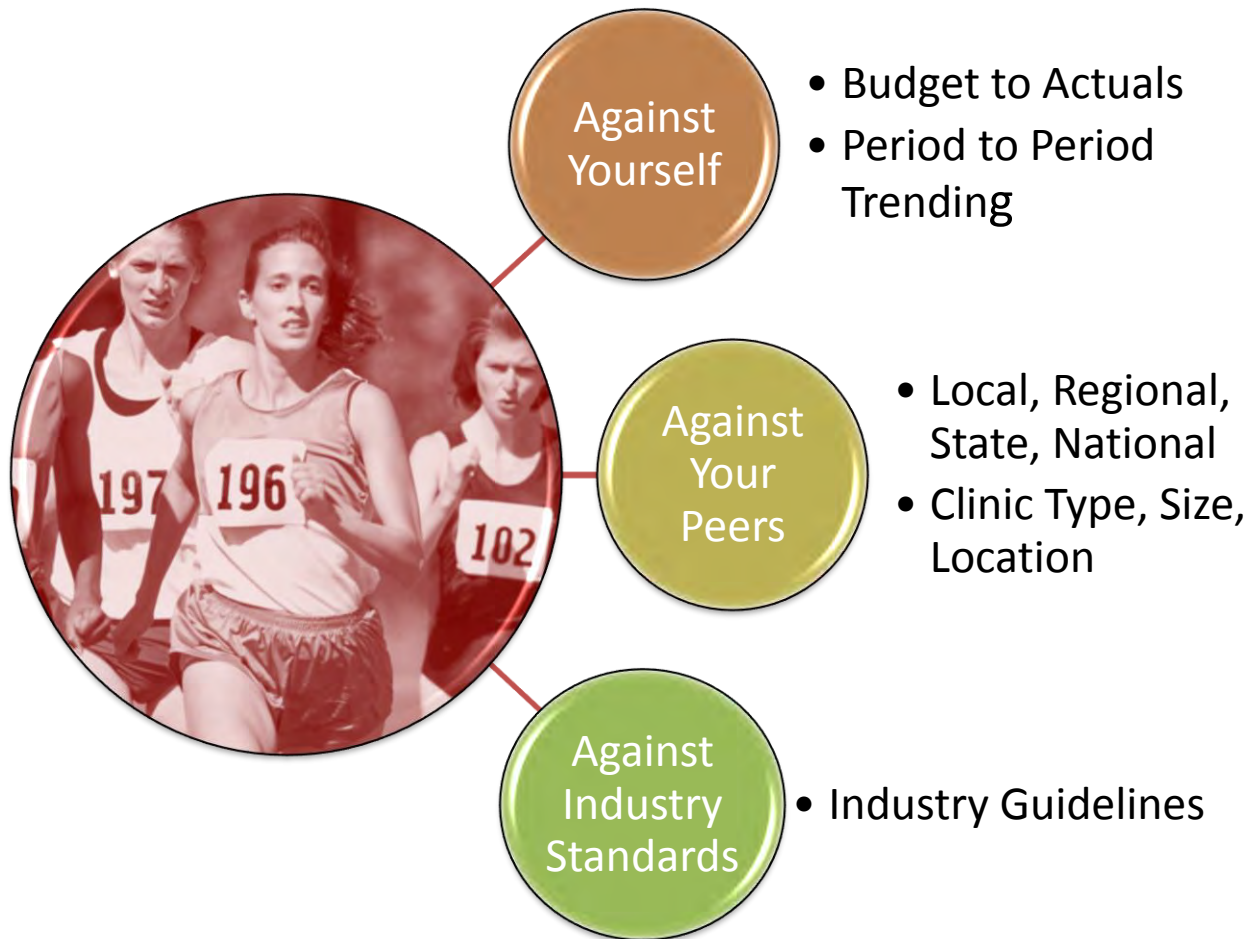 Against
Yourself
• Budget to Actuals
• Period to Period
Trending
197
196
102
Against
Your
Peers
• Local, Regional,
State, National
• Clinic Type, Size,
Location
Against
Industry
Standards
• Industry Guidelines